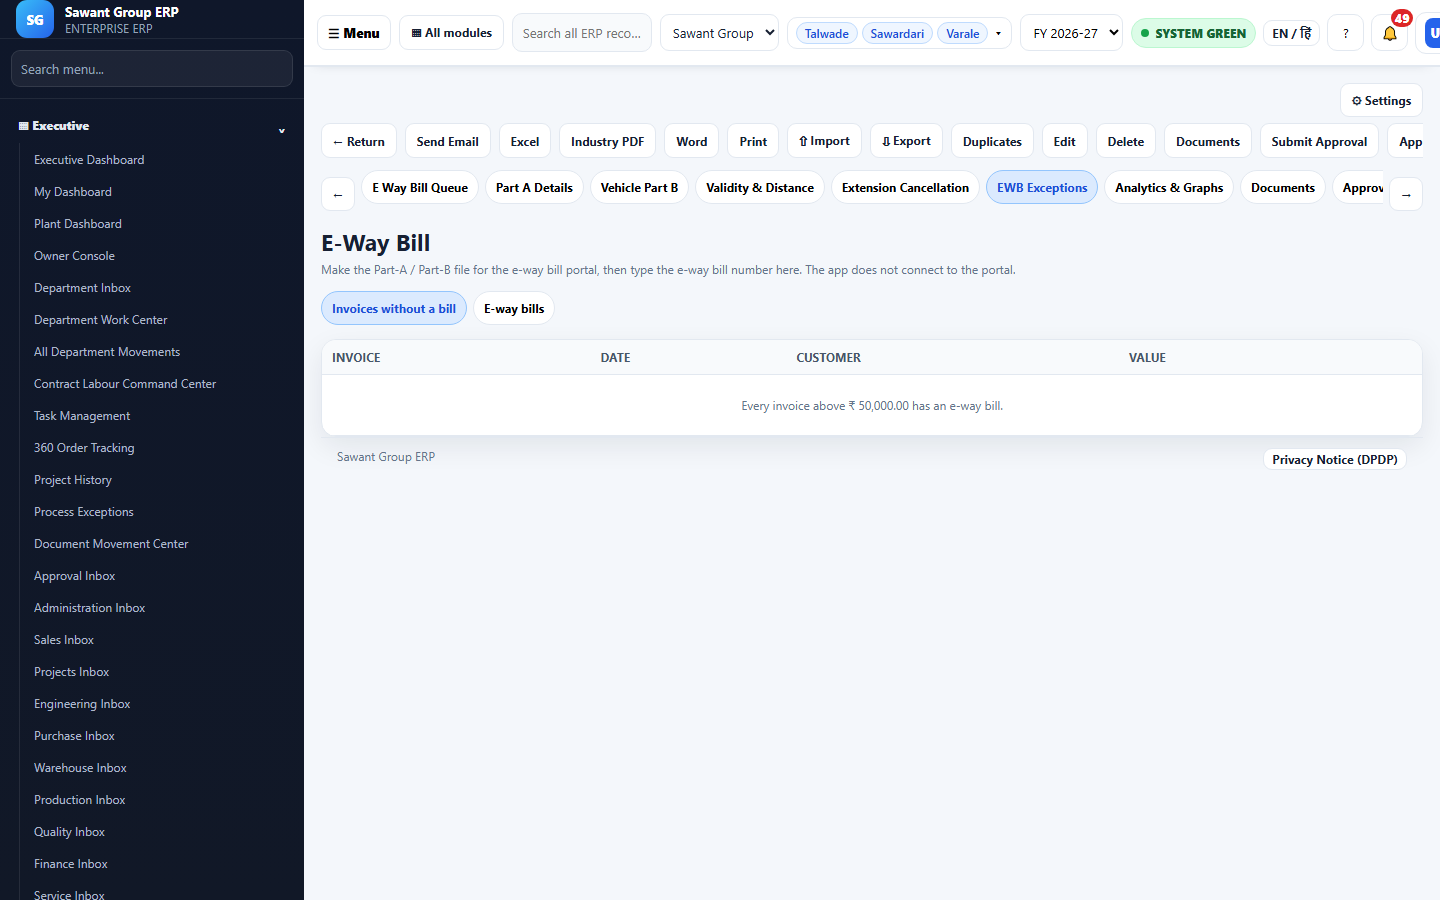 SG
Sawant Group ERP
ENTERPRISE ERP
Search menu...
Executive
Executive Dashboard
My Dashboard
Plant Dashboard
Owner Console
Department Inbox
Department Work Center
All Department Movements
Contract Labour Command Center
Task Management
360 Order Tracking
Project History
Process Exceptions
Document Movement Center
Approval Inbox
Administration Inbox
Sales Inbox
Projects Inbox
Engineering Inbox
Purchase Inbox
Warehouse Inbox
Production Inbox
Quality Inbox
Finance Inbox
Service Inbox
☰ Menu
All modules
Search all ERP reco...
Sawant Group
Talwade
Sawardari
Varale
FY 2026-27
SYSTEM GREEN
EN / हिं
?
49
U
⚙ Settings
← Return
Send Email
Excel
Industry PDF
Word
Print
⇧ Import
⇩ Export
Duplicates
Edit
Delete
Documents
Submit Approval
App
←
E Way Bill Queue
Part A Details
Vehicle Part B
Validity & Distance
Extension Cancellation
EWB Exceptions
Analytics & Graphs
Documents
Approv
→
E-Way Bill
Make the Part-A / Part-B file for the e-way bill portal, then type the e-way bill number here. The app does not connect to the portal.
Invoices without a bill
E-way bills
INVOICE DATE CUSTOMER VALUE
Every invoice above ₹ 50,000.00 has an e-way bill.
Sawant Group ERP
Privacy Notice (DPDP)